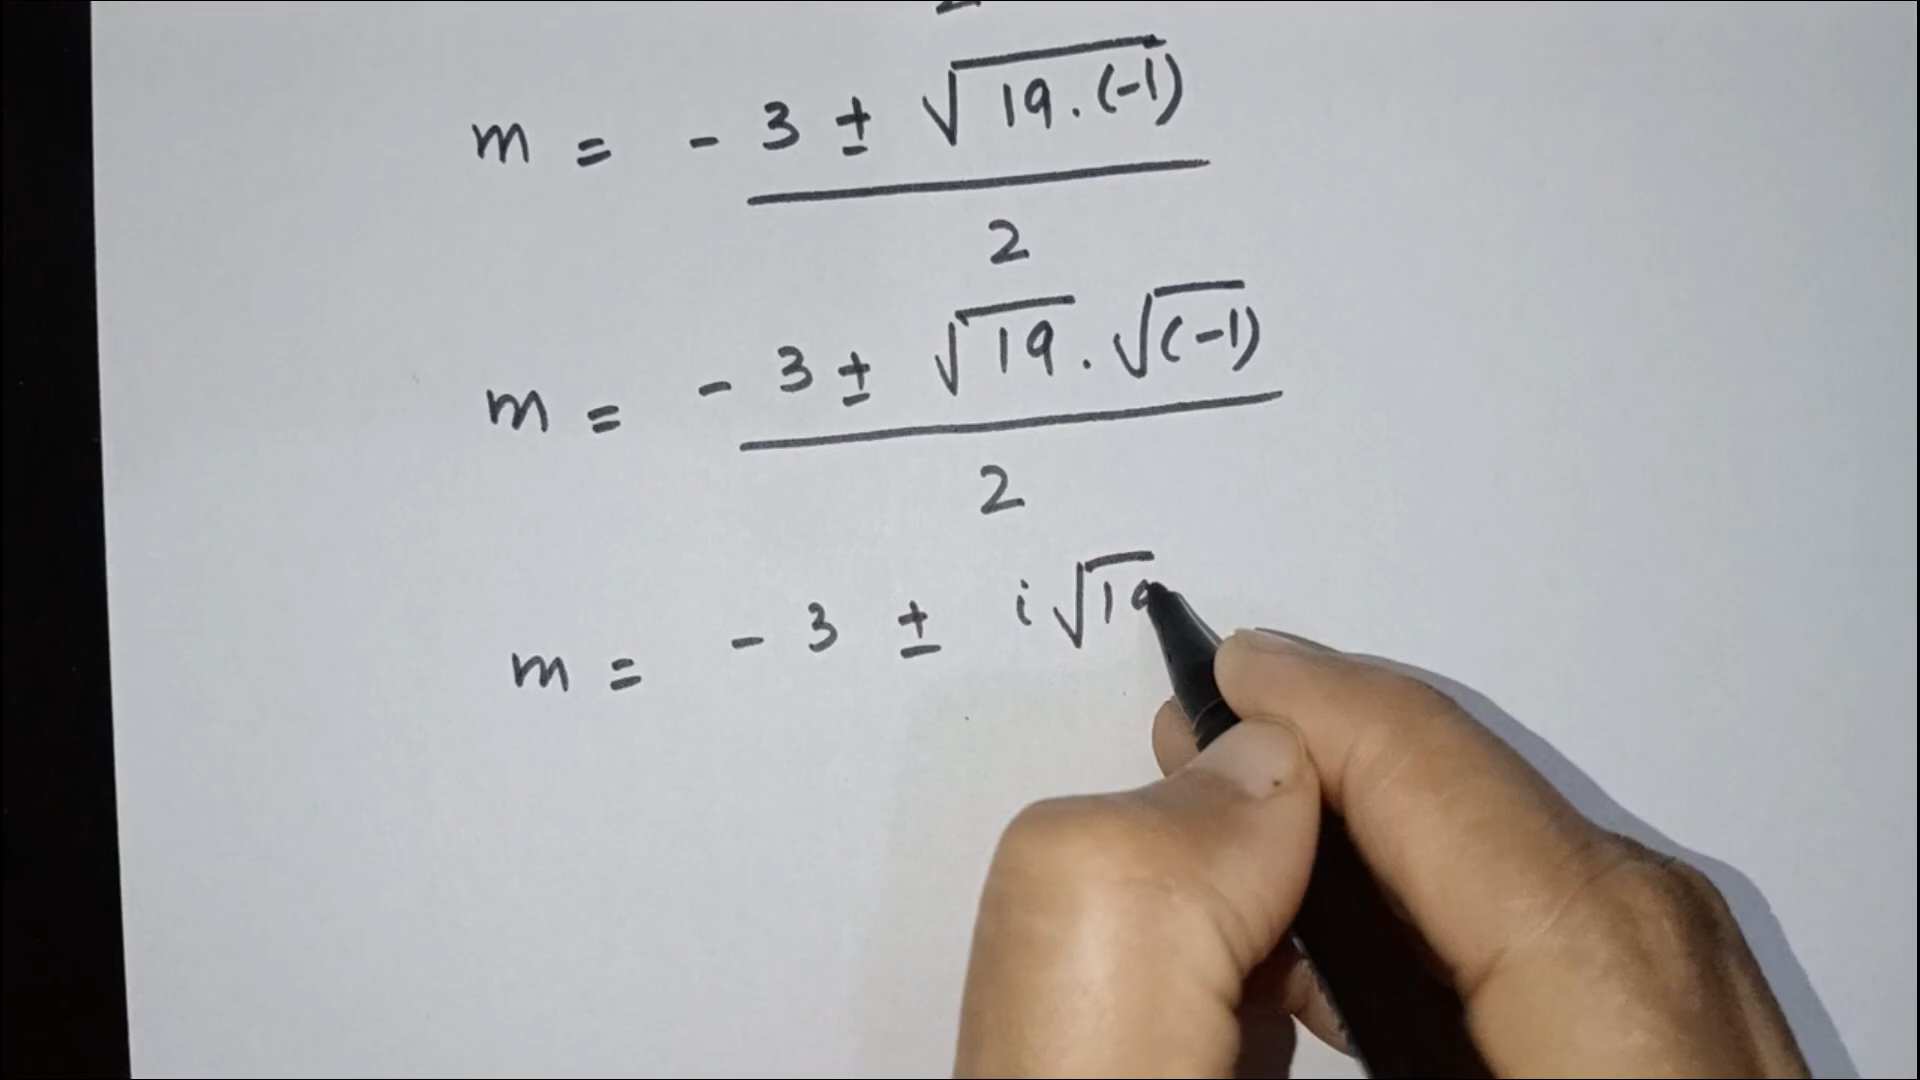 m = - 3 ± √19.(-1)
2
m = - 3 ± √19 . √(-1)
2
m = - 3 ± i √19